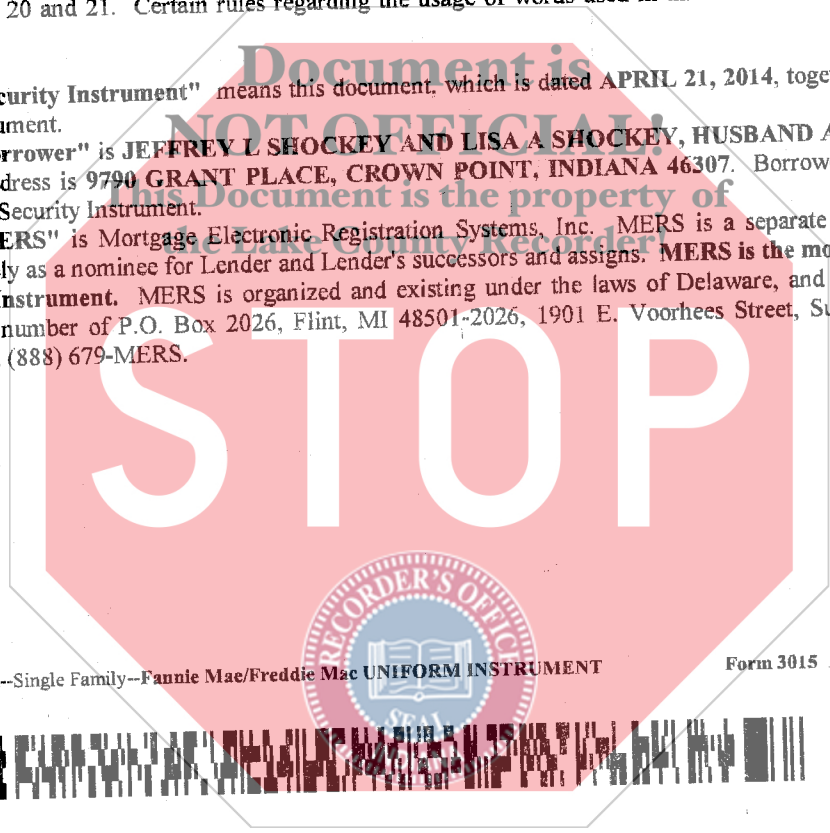 20 and 21. Certain rules regarding the usage of words used in
Document is
curity Instrument" means this document, which is dated APRIL 21, 2014, toge
ument.
NOT OFFICIAL!
rrower" is JEFFREY L SHOCKEY AND LISA A SHOCKEY, HUSBAND A
dress is 9790 GRANT PLACE, CROWN POINT, INDIANA 46307. Borrow
This Document is the property of
Security Instrument.
ERS" is Mortgage Electronic Registration Systems, Inc. MERS is a separate
the Lake County Recorder!
ly as a nominee for Lender and Lender's successors and assigns. MERS is the mo
Instrument. MERS is organized and existing under the laws of Delaware, and
number of P.O. Box 2026, Flint, MI 48501-2026, 1901 E. Voorhees Street, Su
(888) 679-MERS.
STOP
RECORDER'S OFFICE
SEAL
--Single Family--Fannie Mae/Freddie Mac UNIFORM INSTRUMENT
Form 3015